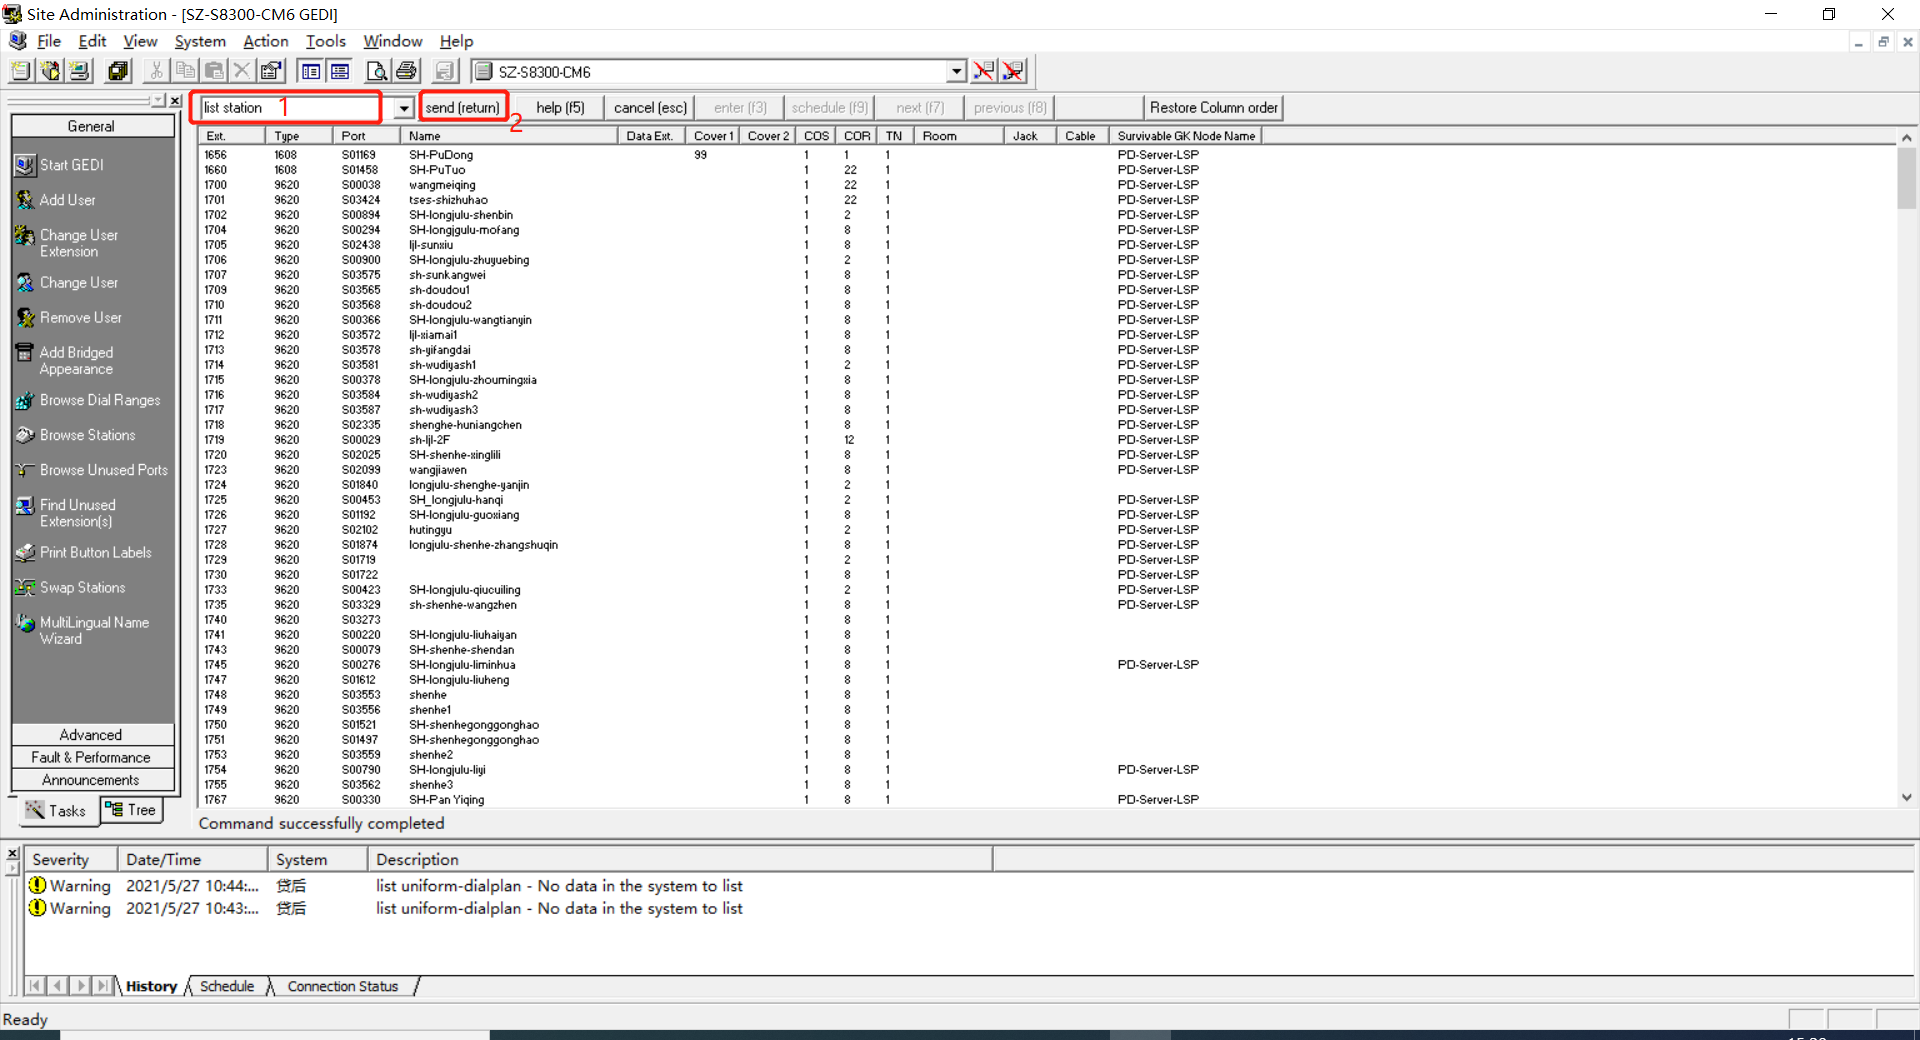 Site Administration - [SZ-S8300-CM6 GEDI]
File Edit View System Action Tools Window Help
SZ-S8300-CM6
list station 1 send (return) 2 help (f5) cancel (esc) enter (f3) schedule (f9) next (f7) previous (f8) Restore Column order
General
Start GEDI
Add User
Change User
Extension
Change User
Remove User
Add Bridged
Appearance
Browse Dial Ranges
Browse Stations
Browse Unused Ports
Find Unused
Extension(s)
Print Button Labels
Swap Stations
MultiLingual Name
Wizard
Advanced
Fault & Performance
Announcements
Tasks Tree
Ext. Type Port Name Data Ext. Cover 1 Cover 2 COS COR TN Room Jack Cable Survivable GK Node Name
1656 1608 S01169 SH-PuDong 99 1 1 1 PD-Server-LSP
1660 1608 S01458 SH-PuTuo 1 22 1 PD-Server-LSP
1700 9620 S00038 wangmeiqing 1 22 1 PD-Server-LSP
1701 9620 S03424 tses-shizhuhao 1 22 1 PD-Server-LSP
1702 9620 S00894 SH-longjulu-shenbin 1 2 1 PD-Server-LSP
1704 9620 S00294 SH-longjgulu-mofang 1 8 1 PD-Server-LSP
1705 9620 S02438 ljl-sunxiu 1 8 1 PD-Server-LSP
1706 9620 S00900 SH-longjulu-zhuyuebing 1 2 1 PD-Server-LSP
1707 9620 S03575 sh-sunkangwei 1 8 1 PD-Server-LSP
1709 9620 S03565 sh-doudou1 1 8 1 PD-Server-LSP
1710 9620 S03568 sh-doudou2 1 8 1 PD-Server-LSP
1711 9620 S00366 SH-longjulu-wangtianyin 1 8 1 PD-Server-LSP
1712 9620 S03572 ljl-xiamai1 1 8 1 PD-Server-LSP
1713 9620 S03578 sh-yifangdai 1 8 1 PD-Server-LSP
1714 9620 S03581 sh-wudiyash1 1 2 1 PD-Server-LSP
1715 9620 S00378 SH-longjulu-zhoumingxia 1 8 1 PD-Server-LSP
1716 9620 S03584 sh-wudiyash2 1 8 1 PD-Server-LSP
1717 9620 S03587 sh-wudiyash3 1 8 1 PD-Server-LSP
1718 9620 S02335 shenghe-huniangchen 1 8 1 PD-Server-LSP
1719 9620 S00029 sh-ljl-2F 1 12 1 PD-Server-LSP
1720 9620 S02025 SH-shenhe-xinglili 1 8 1 PD-Server-LSP
1723 9620 S02099 wangjiawen 1 8 1 PD-Server-LSP
1724 9620 S01840 longjulu-shenghe-yanjin 1 2 1
1725 9620 S00453 SH_longjulu-hanqi 1 2 1 PD-Server-LSP
1726 9620 S01192 SH-longjulu-guoxiang 1 8 1 PD-Server-LSP
1727 9620 S02102 hutingyu 1 2 1 PD-Server-LSP
1728 9620 S01874 longjulu-shenhe-zhangshuqin 1 8 1 PD-Server-LSP
1729 9620 S01719 1 2 1 PD-Server-LSP
1730 9620 S01722 1 8 1 PD-Server-LSP
1733 9620 S00423 SH-longjulu-qiucuiling 1 2 1 PD-Server-LSP
1735 9620 S03329 sh-shenhe-wangzhen 1 8 1 PD-Server-LSP
1740 9620 S03273 1 8 1
1741 9620 S00220 SH-longjulu-liuhaiyan 1 8 1
1743 9620 S00079 SH-shenhe-shendan 1 8 1
1745 9620 S00276 SH-longjulu-liminhua 1 8 1 PD-Server-LSP
1747 9620 S01612 SH-longjulu-liuheng 1 8 1
1748 9620 S03553 shenhe 1 8 1
1749 9620 S03556 shenhe1 1 8 1
1750 9620 S01521 SH-shenhegonggonghao 1 8 1
1751 9620 S01497 SH-shenhegonggonghao 1 8 1
1753 9620 S03559 shenhe2 1 8 1
1754 9620 S00790 SH-longjulu-liyi 1 8 1 PD-Server-LSP
1755 9620 S03562 shenhe3 1 8 1
1767 9620 S00330 SH-Pan Yiqing 1 8 1 PD-Server-LSP
Command successfully completed
Severity Date/Time System Description
Warning 2021/5/27 10:44:... 贷后 list uniform-dialplan - No data in the system to list
Warning 2021/5/27 10:43:... 贷后 list uniform-dialplan - No data in the system to list
History Schedule Connection Status
Ready